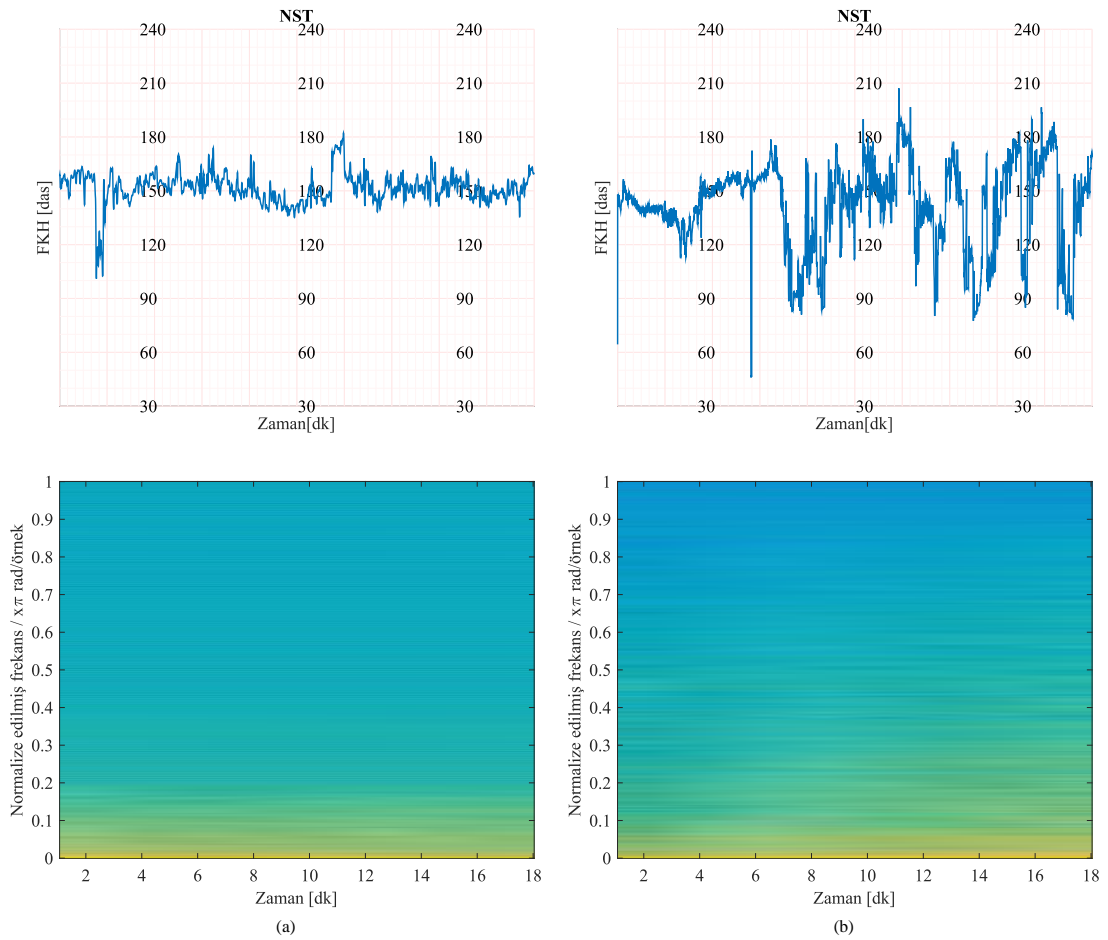 NST
240 240 240
210 210 210
180 180 180
150 150 150
120 120 120
90 90 90
60 60 60
30 30 30
FKH [das]
Zaman[dk]
NST
240 240 240
210 210 210
180 180 180
150 150 150
120 120 120
90 90 90
60 60 60
30 30 30
FKH [das]
Zaman[dk]
1
0.9
0.8
0.7
0.6
0.5
0.4
0.3
0.2
0.1
0
Normalize edilmiş frekans / xπ rad/örnek
2 4 6 8 10 12 14 16 18
Zaman [dk]
(a)
1
0.9
0.8
0.7
0.6
0.5
0.4
0.3
0.2
0.1
0
Normalize edilmiş frekans / xπ rad/örnek
2 4 6 8 10 12 14 16 18
Zaman [dk]
(b)